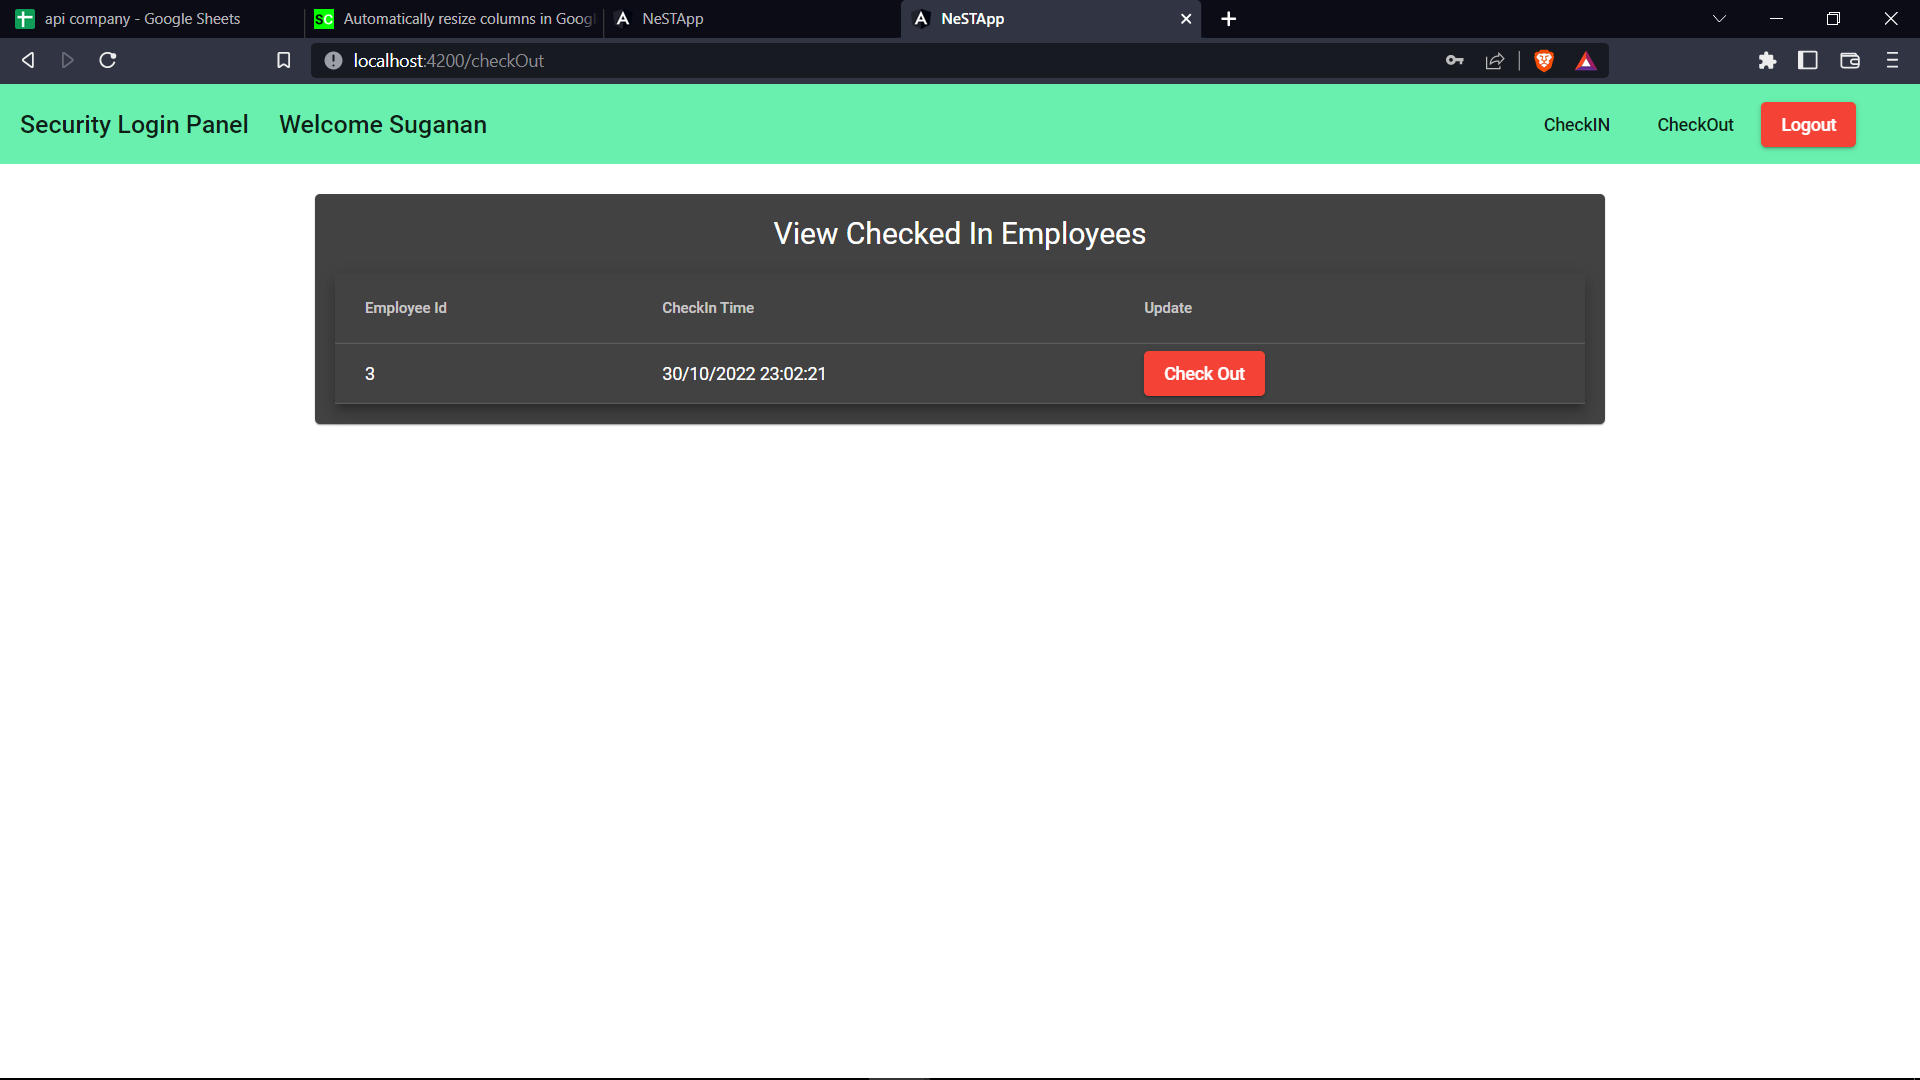 api company - Google Sheets
SC Automatically resize columns in Googl
NeSTApp
NeSTApp
localhost:4200/checkOut
Security Login Panel Welcome Suganan CheckIN CheckOut Logout
View Checked In Employees
Employee Id CheckIn Time Update
3 30/10/2022 23:02:21 Check Out